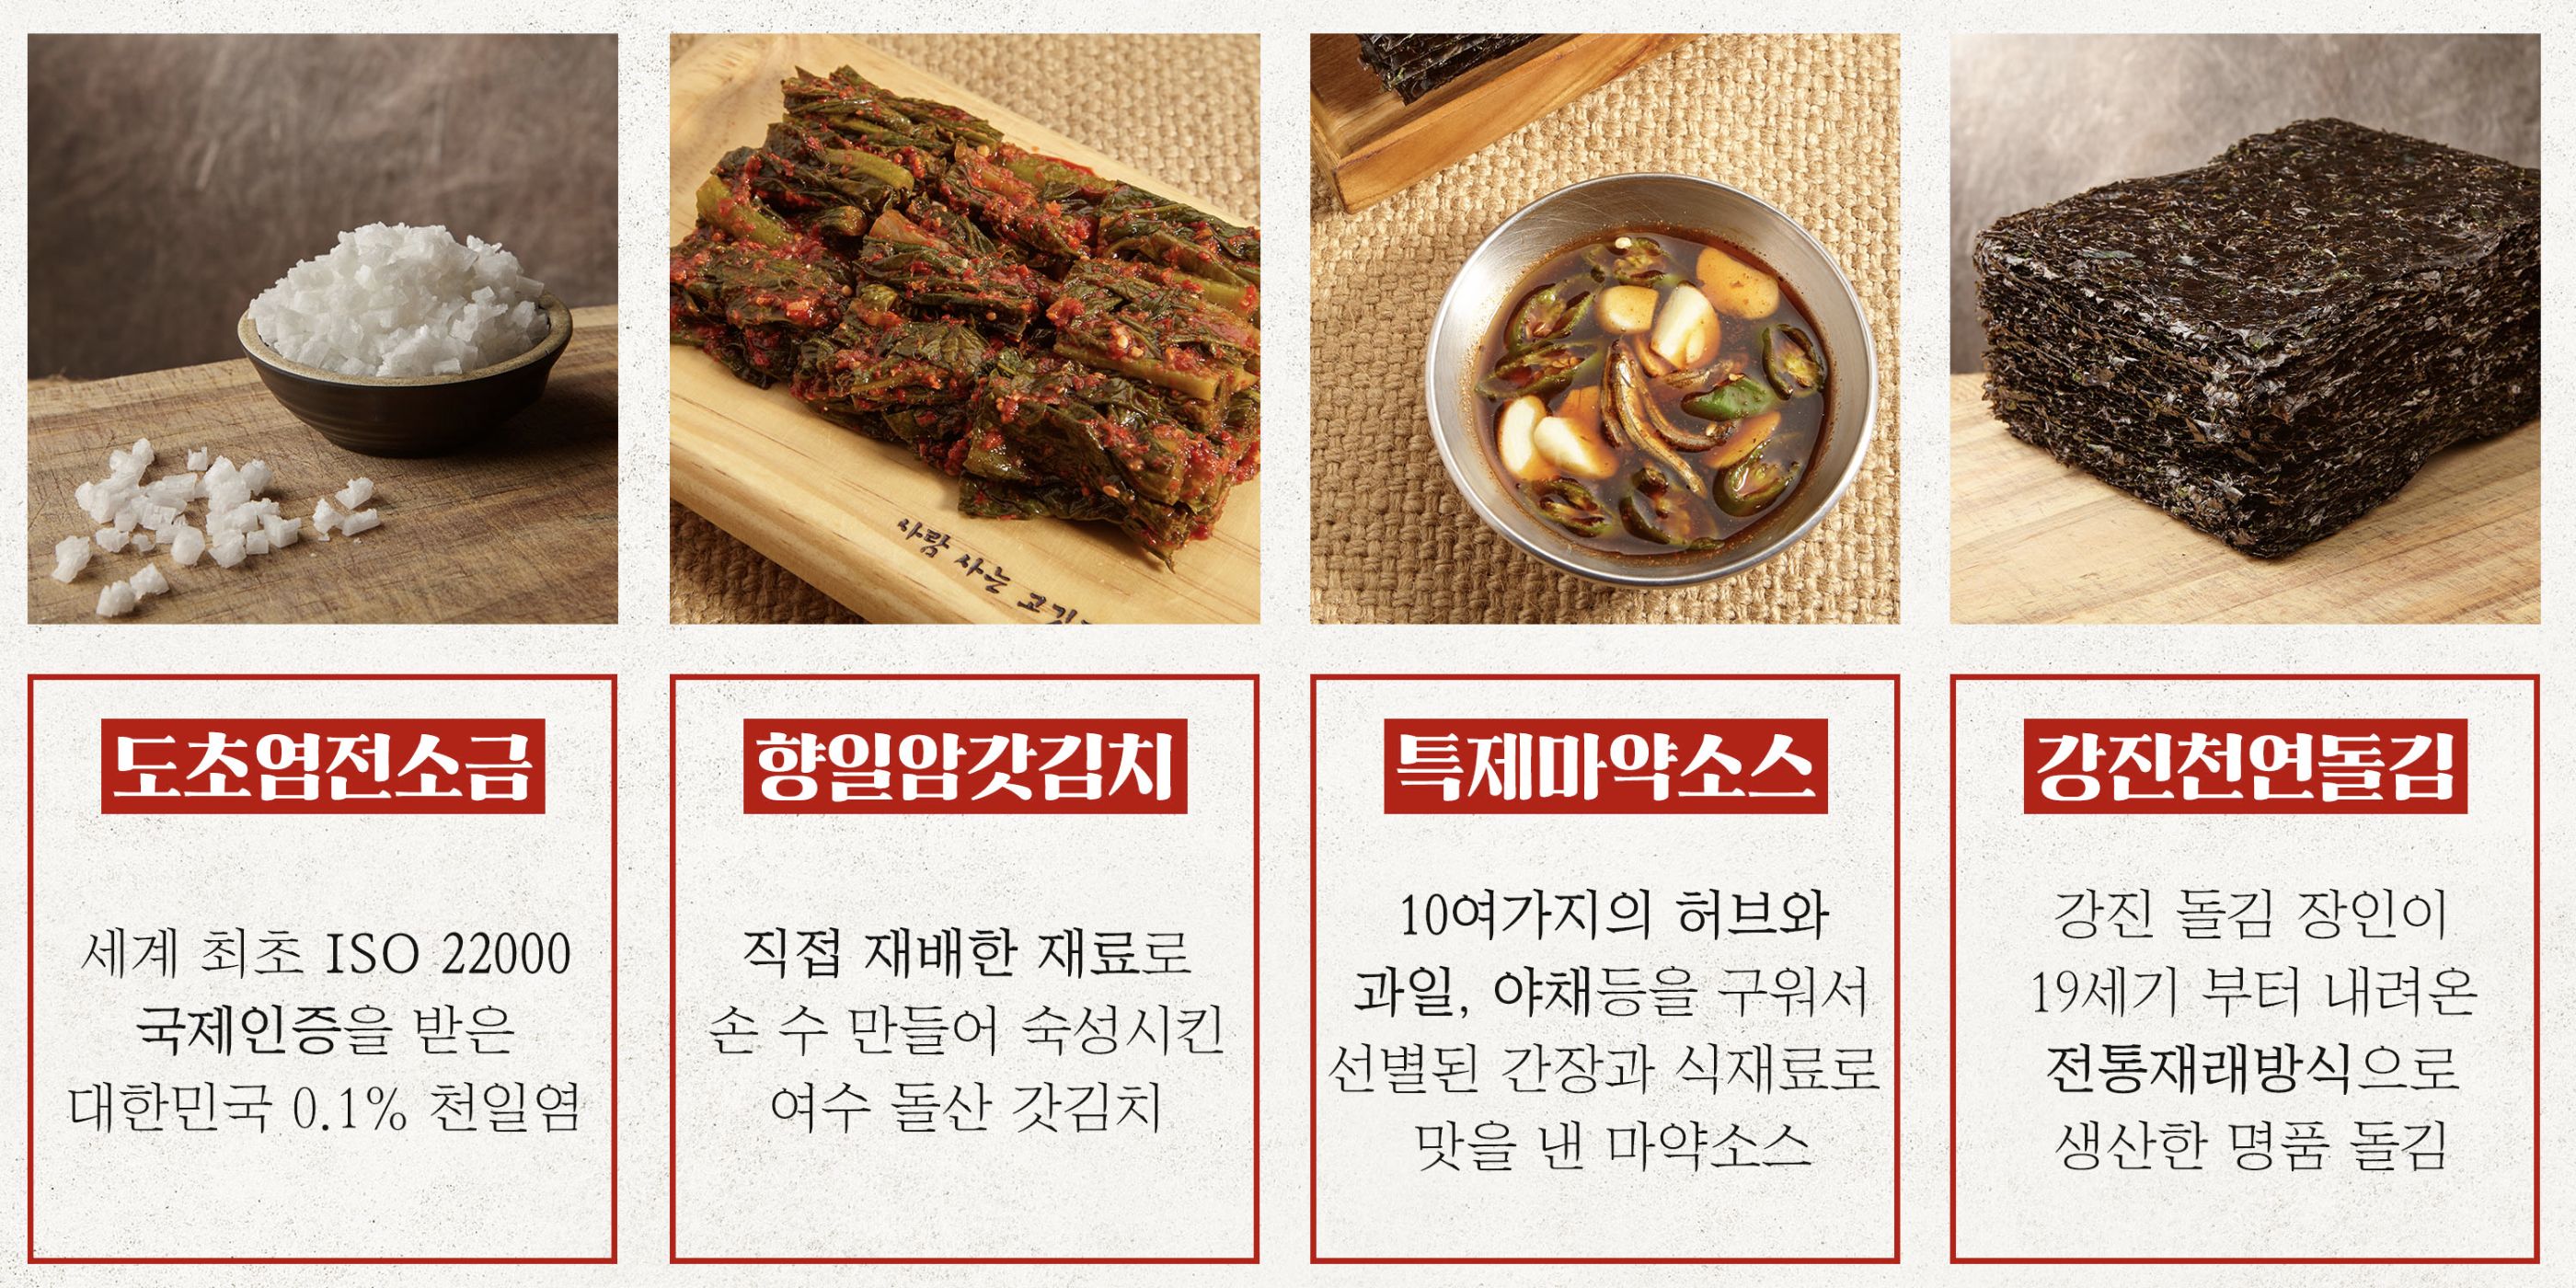 사람 사는 고깃
도초염전소금
세계 최초 ISO 22000
국제인증을 받은
대한민국 0.1% 천일염
향일암갓김치
직접 재배한 재료로
손 수 만들어 숙성시킨
여수 돌산 갓김치
특제마약소스
10여가지의 허브와
과일, 야채등을 구워서
선별된 간장과 식재료로
맛을 낸 마약소스
강진천연돌김
강진 돌김 장인이
19세기 부터 내려온
전통재래방식으로
생산한 명품 돌김